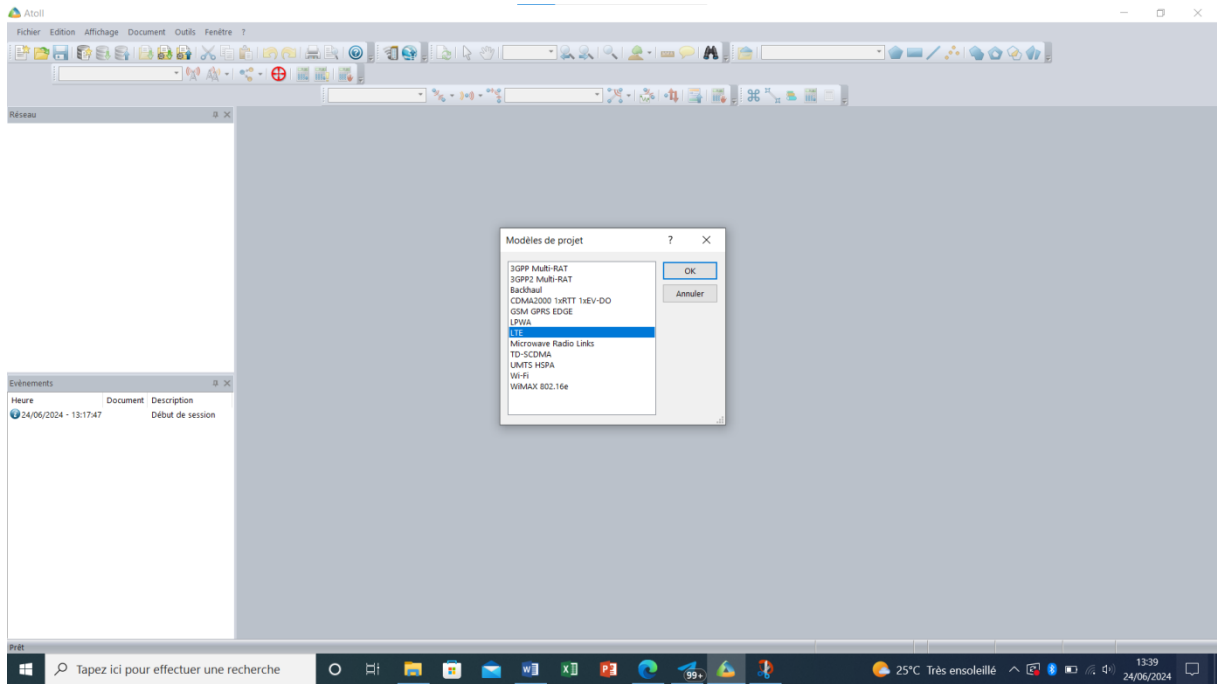 Atoll
Fichier Edition Affichage Document Outils Fenêtre ?
Réseau
Modèles de projet ?
3GPP Multi-RAT
3GPP2 Multi-RAT
Backhaul
CDMA2000 1xRTT 1xEV-DO
GSM GPRS EDGE
LPWA
LTE
Microwave Radio Links
TD-SCDMA
UMTS HSPA
Wi-Fi
WiMAX 802.16e
OK
Annuler
Evènements
Heure Document Description
24/06/2024 - 13:17:47 Début de session
Prêt
Tapez ici pour effectuer une recherche
99+
25°C Très ensoleillé
13:39
24/06/2024